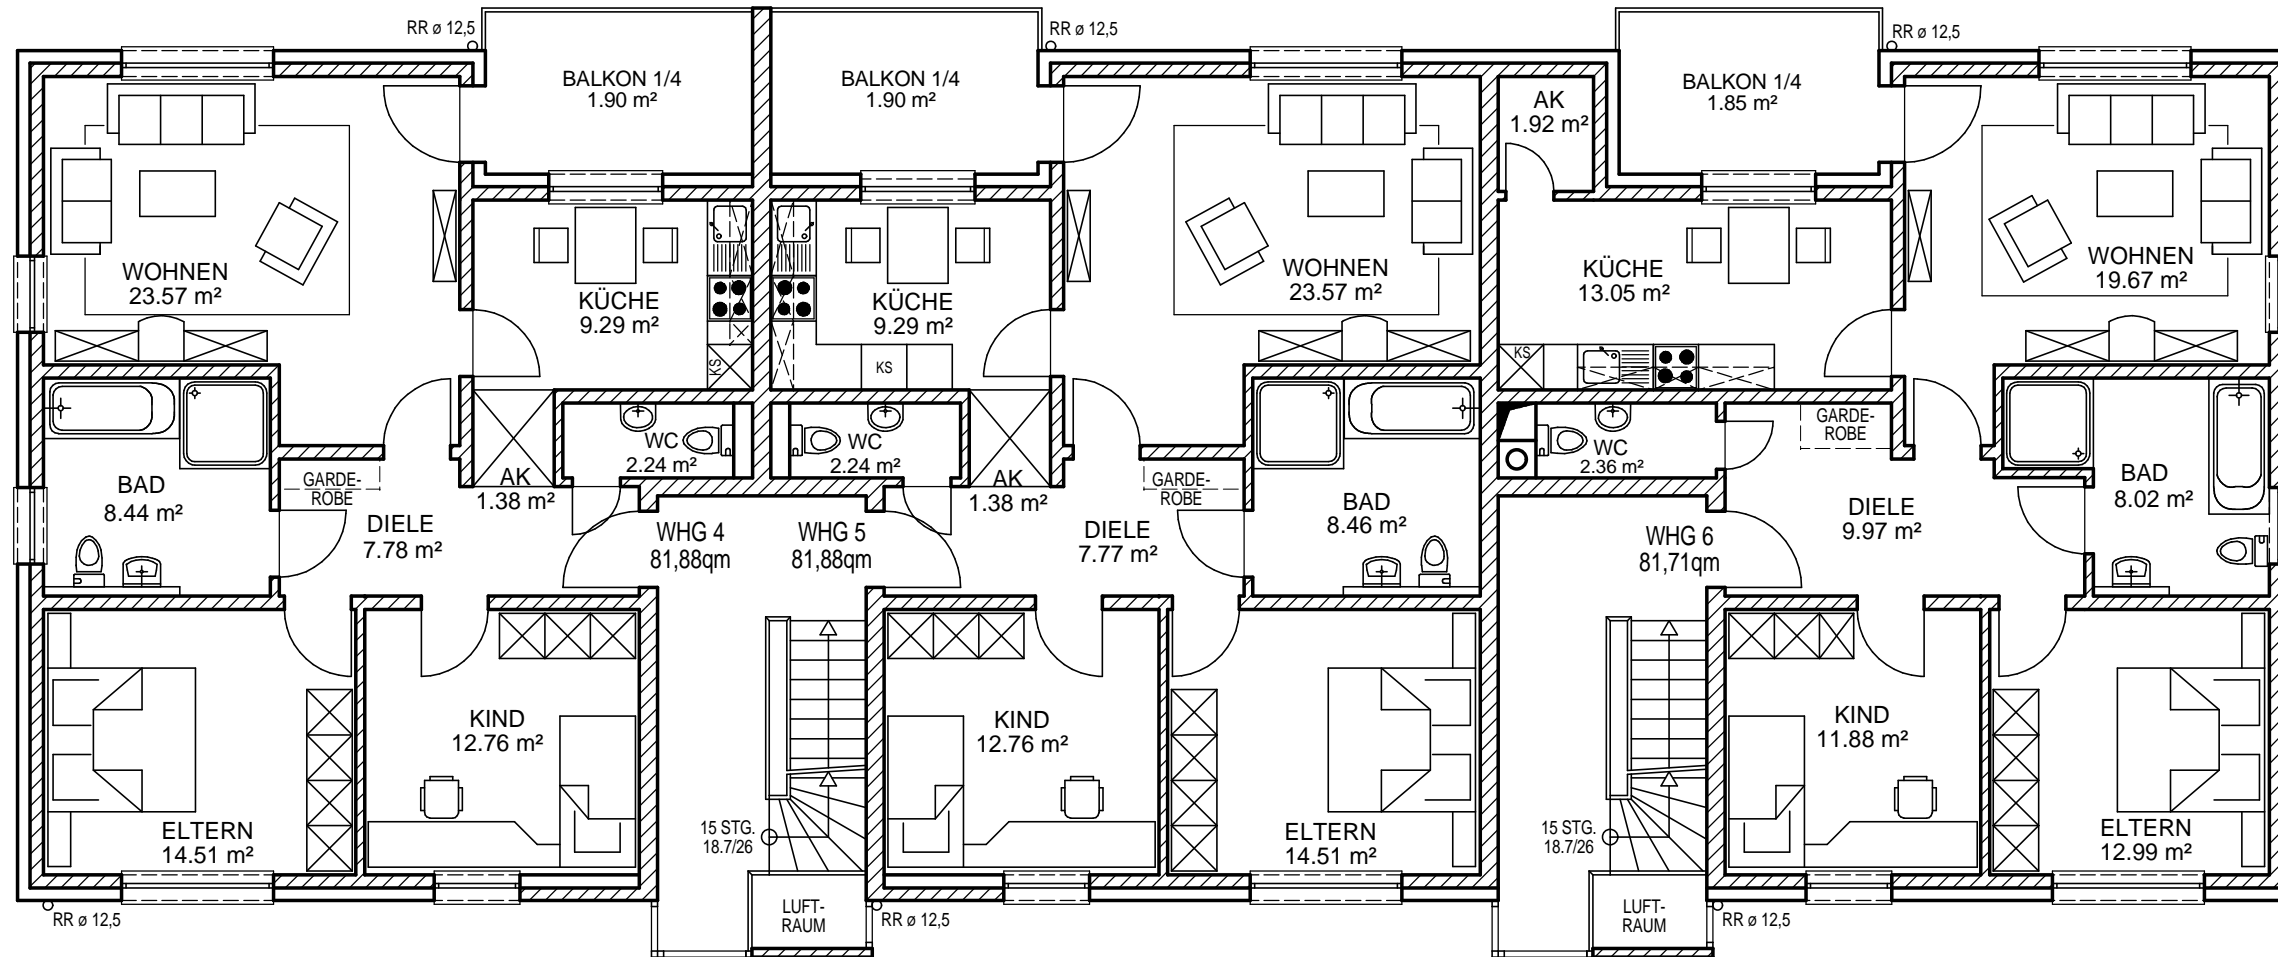 RR ø 12,5
RR ø 12,5
RR ø 12,5
BALKON 1/4
1.90 m²
BALKON 1/4
1.90 m²
BALKON 1/4
1.85 m²
AK
1.92 m²
WOHNEN
23.57 m²
KÜCHE
9.29 m²
KS
KÜCHE
9.29 m²
KS
WOHNEN
23.57 m²
KÜCHE
13.05 m²
KS
WOHNEN
19.67 m²
BAD
8.44 m²
GARDE-
ROBE
DIELE
7.78 m²
AK
1.38 m²
WC
2.24 m²
WC
2.24 m²
AK
1.38 m²
GARDE-
ROBE
DIELE
7.77 m²
BAD
8.46 m²
WC
2.36 m²
GARDE-
ROBE
DIELE
9.97 m²
BAD
8.02 m²
WHG 4
81,88qm
WHG 5
81,88qm
WHG 6
81,71qm
ELTERN
14.51 m²
KIND
12.76 m²
15 STG.
18.7/26
KIND
12.76 m²
ELTERN
14.51 m²
15 STG.
18.7/26
KIND
11.88 m²
ELTERN
12.99 m²
RR ø 12,5
LUFT-
RAUM
RR ø 12,5
LUFT-
RAUM
RR ø 12,5